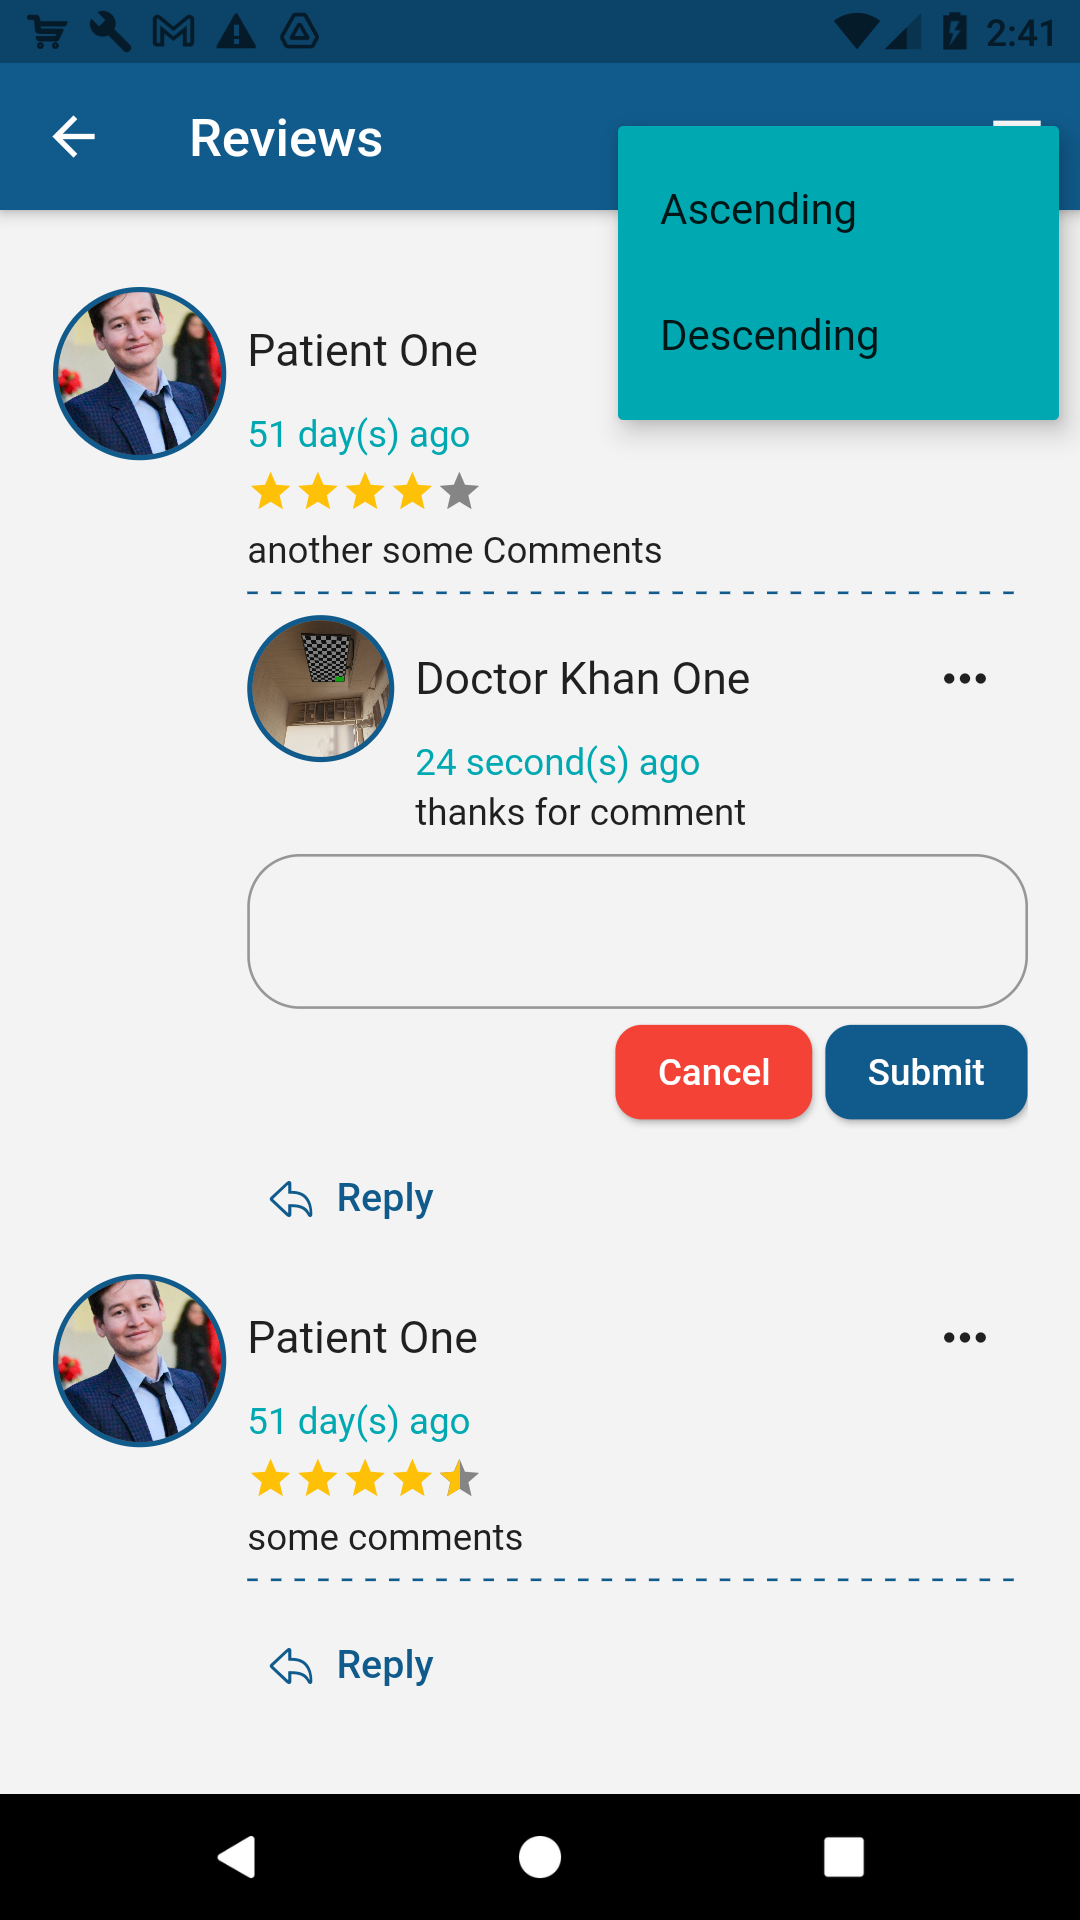 2:41
Reviews
Ascending
Descending
Patient One
51 day(s) ago
another some Comments
Doctor Khan One
24 second(s) ago
thanks for comment
Cancel
Submit
Reply
Patient One
51 day(s) ago
some comments
Reply